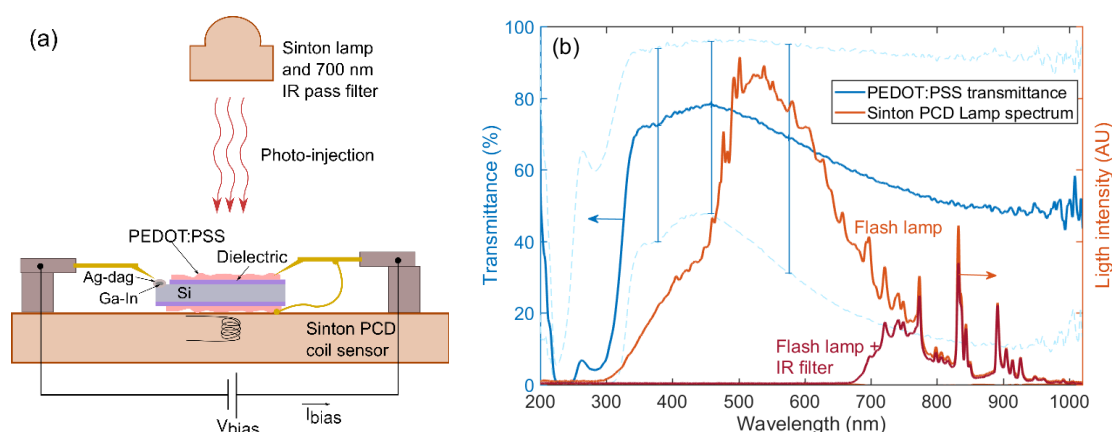 (a)
Sinton lamp
and 700 nm
IR pass filter
Photo-injection
PEDOT:PSS
Dielectric
Ag-dag
Ga-In
Si
Sinton PCD
coil sensor
Vbias
Ibias
(b)
PEDOT:PSS transmittance
Sinton PCD Lamp spectrum
Flash lamp
Flash lamp +
IR filter
Transmittance (%)
100
80
60
40
20
0
200 300 400 500 600 700 800 900 1000
Wavelength (nm)
Ligth intensity (AU)